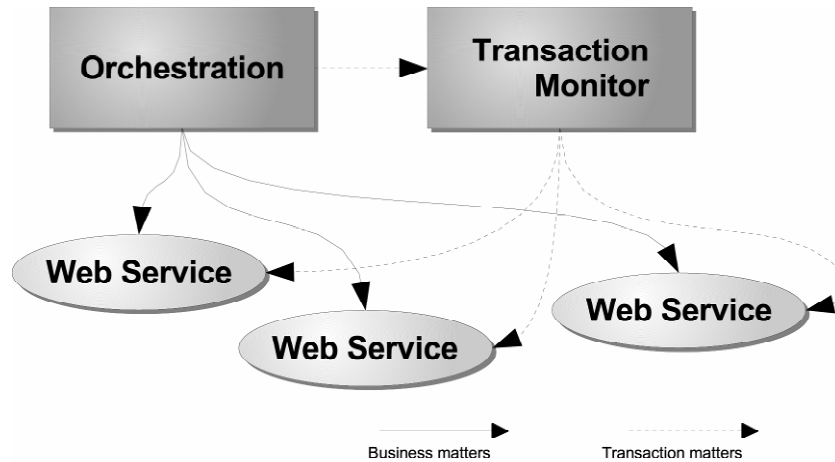 Orchestration
Transaction
Monitor
Web Service
Web Service
Web Service
Business matters
Transaction matters